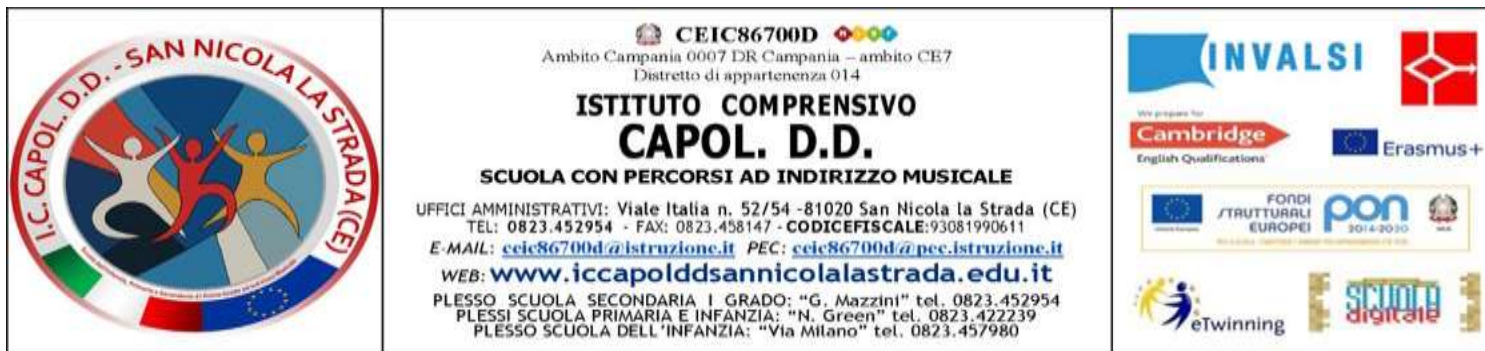 I.C. CAPOL. D.D. - SAN NICOLA LA STRADA (CE)
CEIC86700D
Ambito Campania 0007 DR Campania – ambito CE7
Distretto di appartenenza 014
ISTITUTO COMPRENSIVO
CAPOL. D.D.
SCUOLA CON PERCORSI AD INDIRIZZO MUSICALE
UFFICI AMMINISTRATIVI: Viale Italia n. 52/54 -81020 San Nicola la Strada (CE)
TEL: 0823.452954 - FAX: 0823.458147 - CODICEFISCALE:93081990611
E-MAIL: ceic86700d@istruzione.it PEC: ceic86700d@pec.istruzione.it
WEB: www.iccapolddsannicolalastrada.edu.it
PLESSO SCUOLA SECONDARIA I GRADO: “G. Mazzini” tel. 0823.452954
PLESSI SCUOLA PRIMARIA E INFANZIA: “N. Green” tel. 0823.422239
PLESSO SCUOLA DELL'INFANZIA: “Via Milano” tel. 0823.457980
INVALSI
We prepare for
Cambridge
English Qualifications
Erasmus+
FONDI
STRUTTURALI
EUROPEI
pon
2014-2020
eTwinning
SCUOLA
digitale